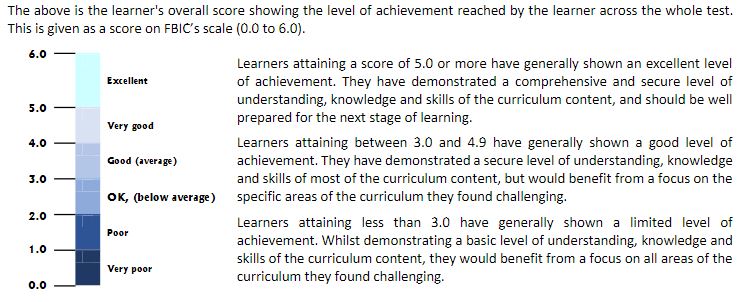 The above is the learner's overall score showing the level of achievement reached by the learner across the whole test.
This is given as a score on FBIC's scale (0.0 to 6.0).
6.0
Excellent
5.0
Very good
4.0
Good (average)
3.0
OK, (below average)
2.0
Poor
1.0
Very poor
0.0
Learners attaining a score of 5.0 or more have generally shown an excellent level
of achievement. They have demonstrated a comprehensive and secure level of
understanding, knowledge and skills of the curriculum content, and should be well
prepared for the next stage of learning.
Learners attaining between 3.0 and 4.9 have generally shown a good level of
achievement. They have demonstrated a secure level of understanding, knowledge
and skills of most of the curriculum content, but would benefit from a focus on the
specific areas of the curriculum they found challenging.
Learners attaining less than 3.0 have generally shown a limited level of
achievement. Whilst demonstrating a basic level of understanding, knowledge and
skills of the curriculum content, they would benefit from a focus on all areas of the
curriculum they found challenging.